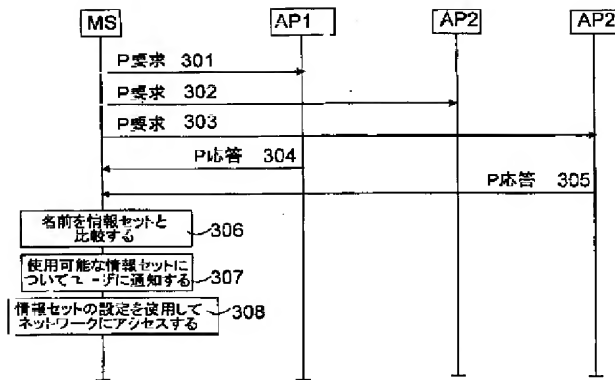 MS AP1 AP2 AP2
P要求 301
P要求 302
P要求 303
P応答 304
P応答 305
名前を情報セットと
比較する
306
使用可能な情報セットに
ついてユーザに通知する
307
情報セットの設定を使用して
ネットワークにアクセスする
308